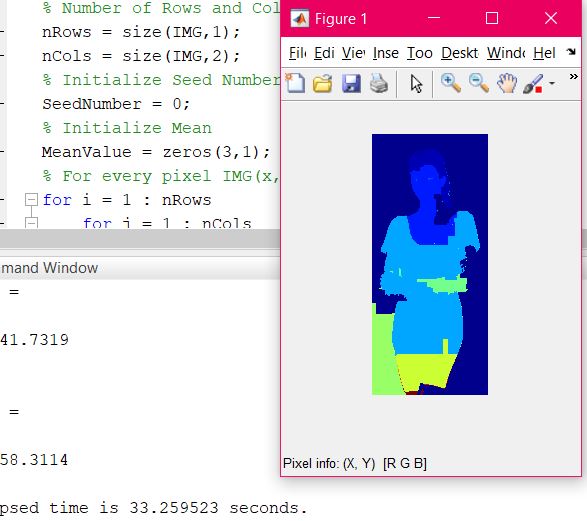 % Number of Rows and Col
nRows = size(IMG,1);
nCols = size(IMG,2);
% Initialize Seed Number
SeedNumber = 0;
% Initialize Mean
MeanValue = zeros(3,1);
% For every pixel IMG(x,
for i = 1 : nRows
for j = 1 : nCols
mand Window
=
41.7319
=
58.3114
psed time is 33.259523 seconds.
Figure 1
Fil Edi Viev Inse Too Deskt Windo Hel
Pixel info: (X, Y) [R G B]